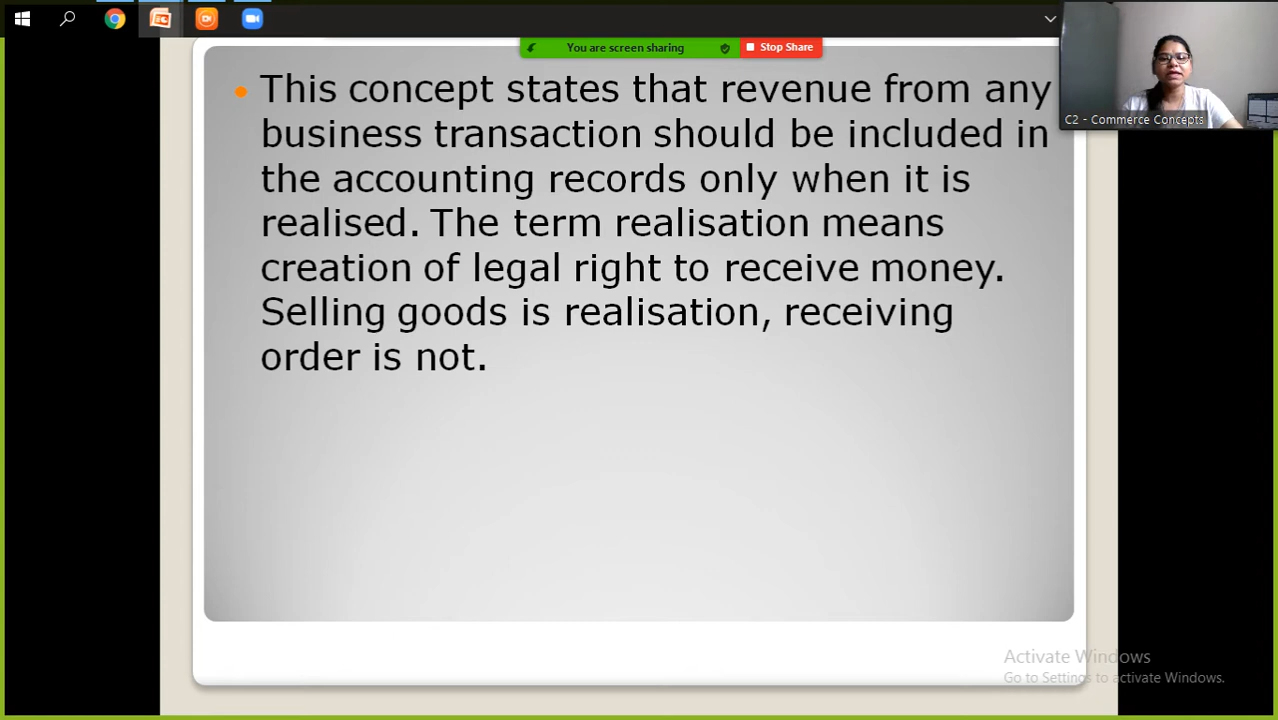 You are screen sharing
Stop Share
C2 - Commerce Concepts
This concept states that revenue from any
business transaction should be included in
the accounting records only when it is
realised. The term realisation means
creation of legal right to receive money.
Selling goods is realisation, receiving
order is not.
Activate Windows
Go to Settings to activate Windows.